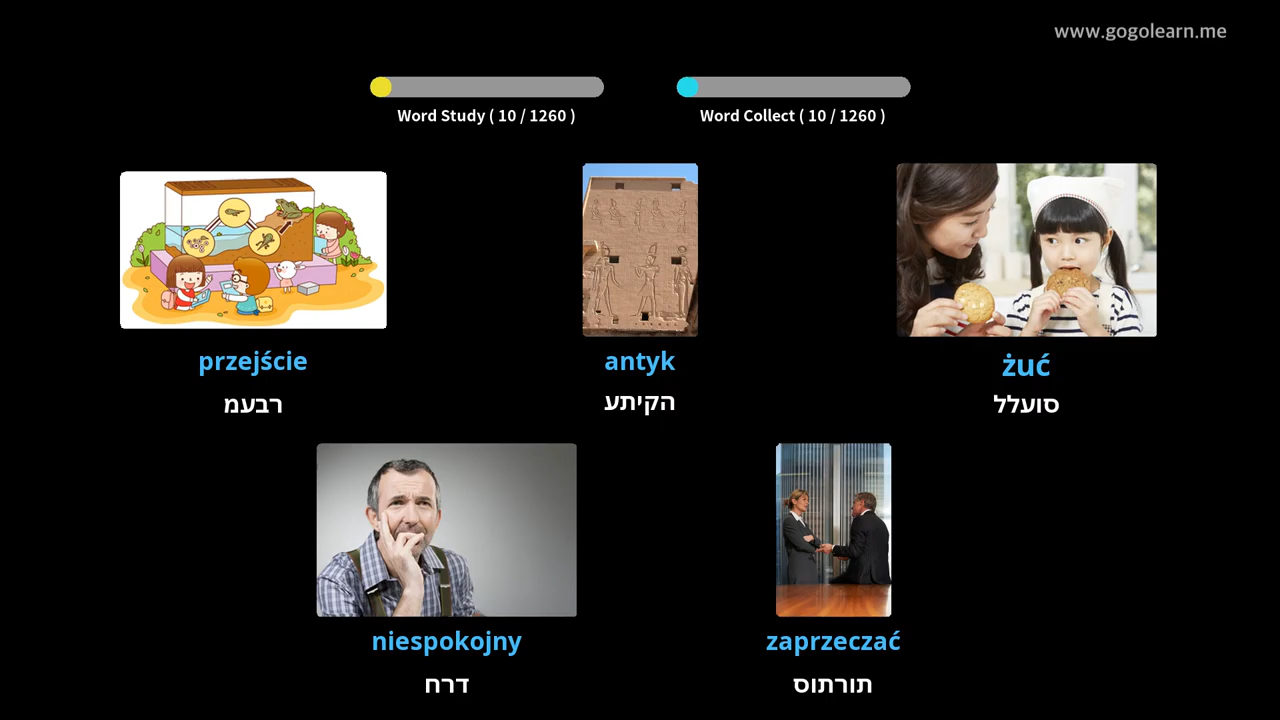 www.gogolearn.me
Word Study ( 10 / 1260 )
Word Collect ( 10 / 1260 )
przejście
רבעמ
antyk
הקיתע
żuć
סועלל
niespokojny
דרח
zaprzeczać
תורתוס